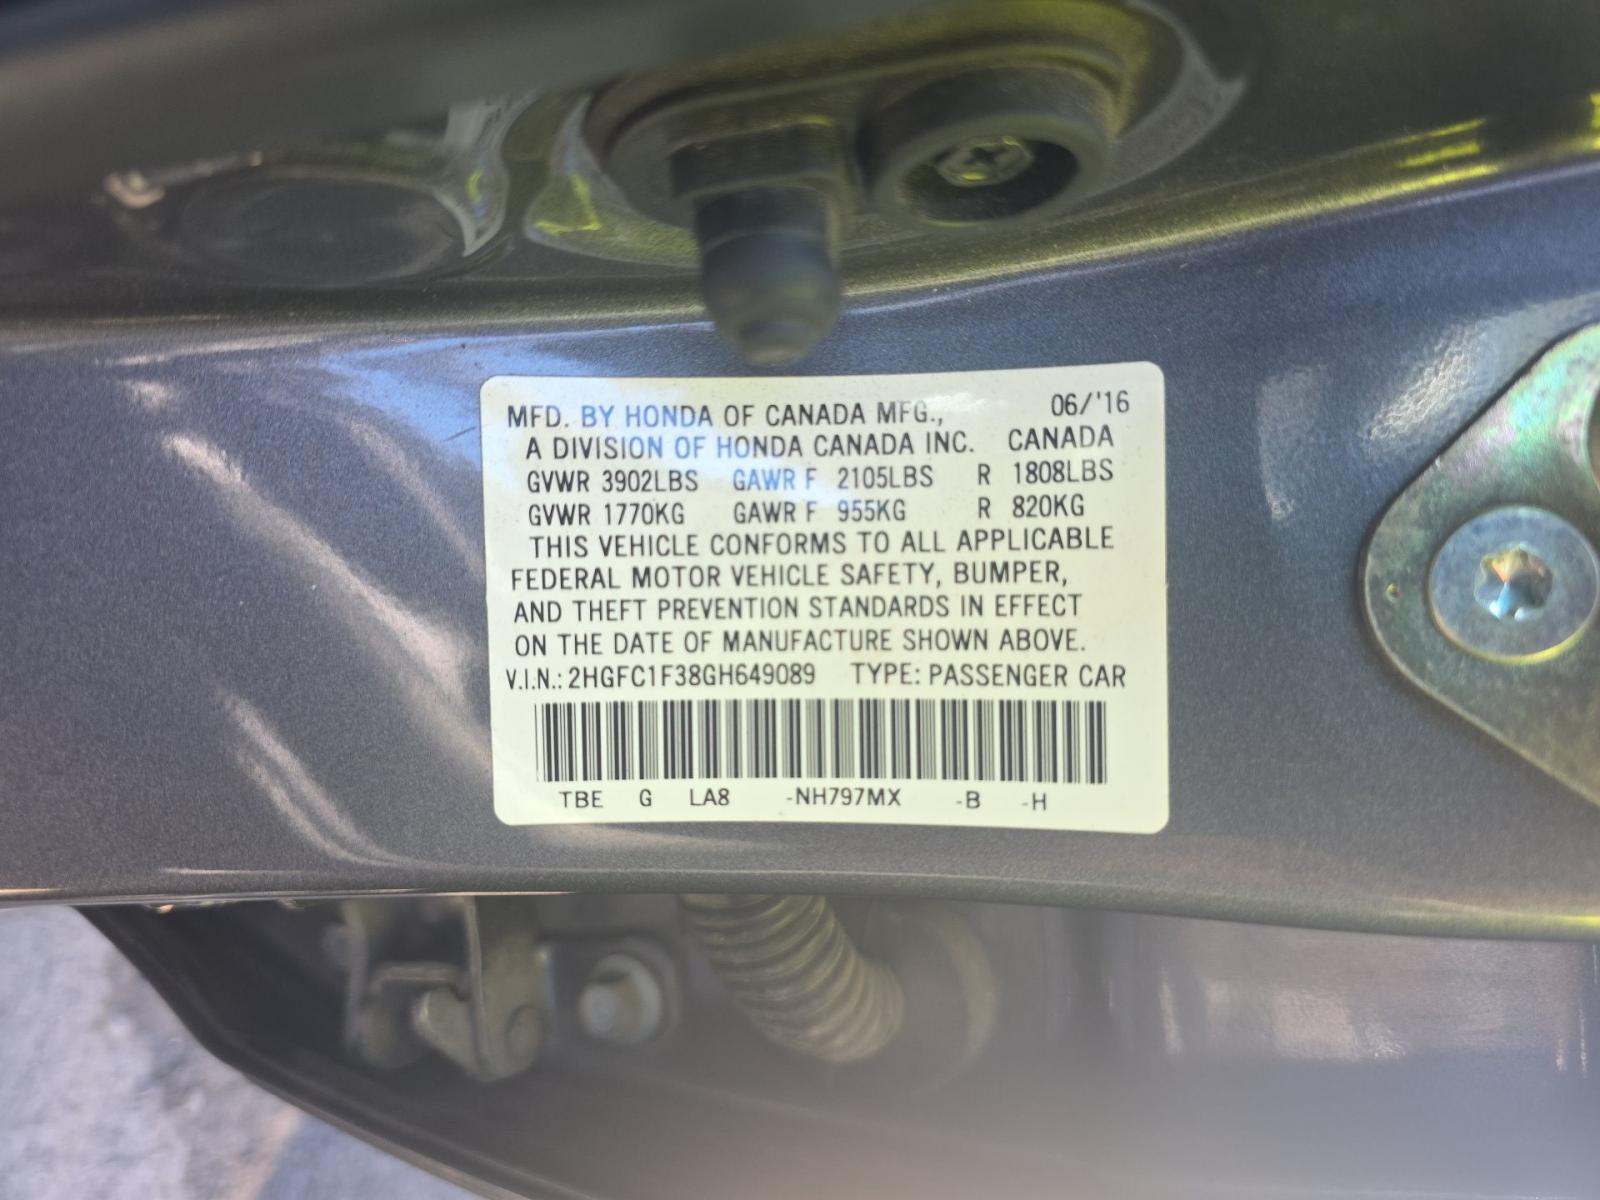 MFD. BY HONDA OF CANADA MFG., 06/'16
A DIVISION OF HONDA CANADA INC. CANADA
GVWR 3902LBS GAWR F 2105LBS R 1808LBS
GVWR 1770KG GAWR F 955KG R 820KG
THIS VEHICLE CONFORMS TO ALL APPLICABLE
FEDERAL MOTOR VEHICLE SAFETY, BUMPER,
AND THEFT PREVENTION STANDARDS IN EFFECT
ON THE DATE OF MANUFACTURE SHOWN ABOVE.
V.I.N.: 2HGFC1F38GH649089 TYPE: PASSENGER CAR
TBE G LA8 -NH797MX -B -H